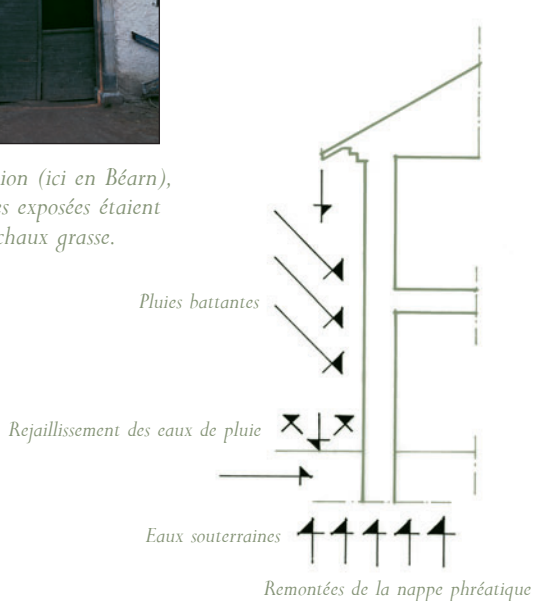 ion (ici en Béarn),
es exposées étaient
chaux grasse.
Pluies battantes
Rejaillissement des eaux de pluie
Eaux souterraines
Remontées de la nappe phréatique